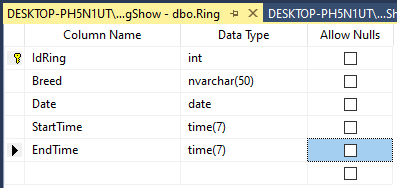 DESKTOP-PH5N1UT\...gShow - dbo.Ring
DESKTOP-PH5N1UT\...Sh
Column Name Data Type Allow Nulls
IdRing int
Breed nvarchar(50)
Date date
StartTime time(7)
EndTime time(7)